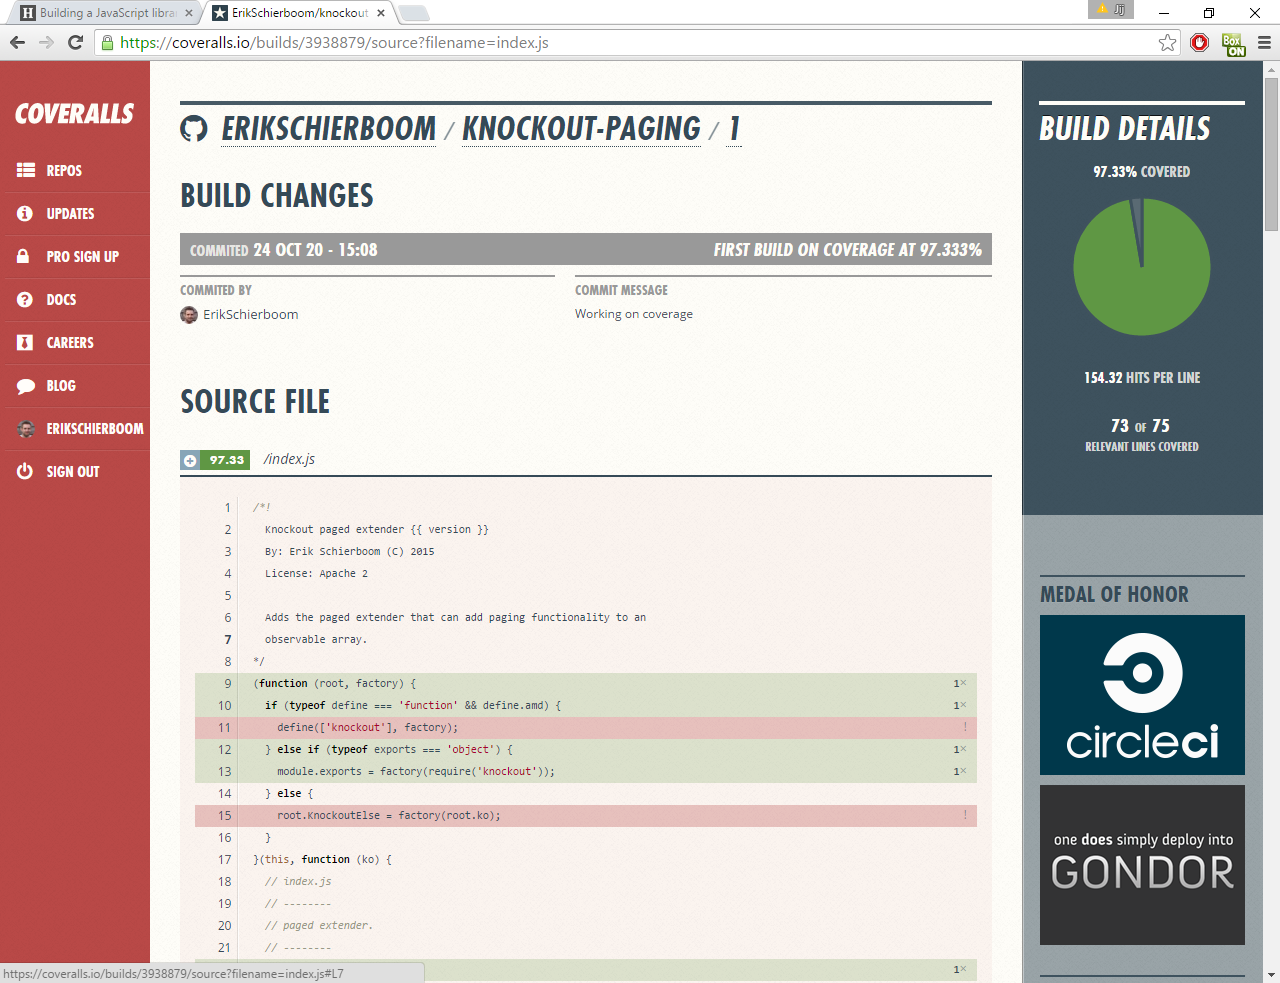 Building a JavaScript libra
ErikSchierboom/knockout
Jij
https://coveralls.io/builds/3938879/source?filename=index.js
Box
ON
COVERALLS
REPOS
UPDATES
PRO SIGN UP
DOCS
CAREERS
BLOG
ERIKSCHIERBOOM
SIGN OUT
ERIKSCHIERBOOM / KNOCKOUT-PAGING / 1
BUILD CHANGES
COMMITED 24 OCT 20 - 15:08
FIRST BUILD ON COVERAGE AT 97.333%
COMMITED BY
ErikSchierboom
COMMIT MESSAGE
Working on coverage
SOURCE FILE
97.33 /index.js
1 /*!
2 Knockout paged extender {{ version }}
3 By: Erik Schierboom (C) 2015
4 License: Apache 2
5
6 Adds the paged extender that can add paging functionality to an
7 observable array.
8 */
9 (function (root, factory) { 1×
10 if (typeof define === 'function' && define.amd) { 1×
11 define(['knockout'], factory); !
12 } else if (typeof exports === 'object') { 1×
13 module.exports = factory(require('knockout')); 1×
14 } else {
15 root.KnockoutElse = factory(root.ko); !
16 }
17 }(this, function (ko) {
18 // index.js
19 // --------
20 // paged extender.
21 // --------
1×
https://coveralls.io/builds/3938879/source?filename=index.js#L7
BUILD DETAILS
97.33% COVERED
154.32 HITS PER LINE
73 OF 75
RELEVANT LINES COVERED
MEDAL OF HONOR
circleci
one does simply deploy into
GONDOR